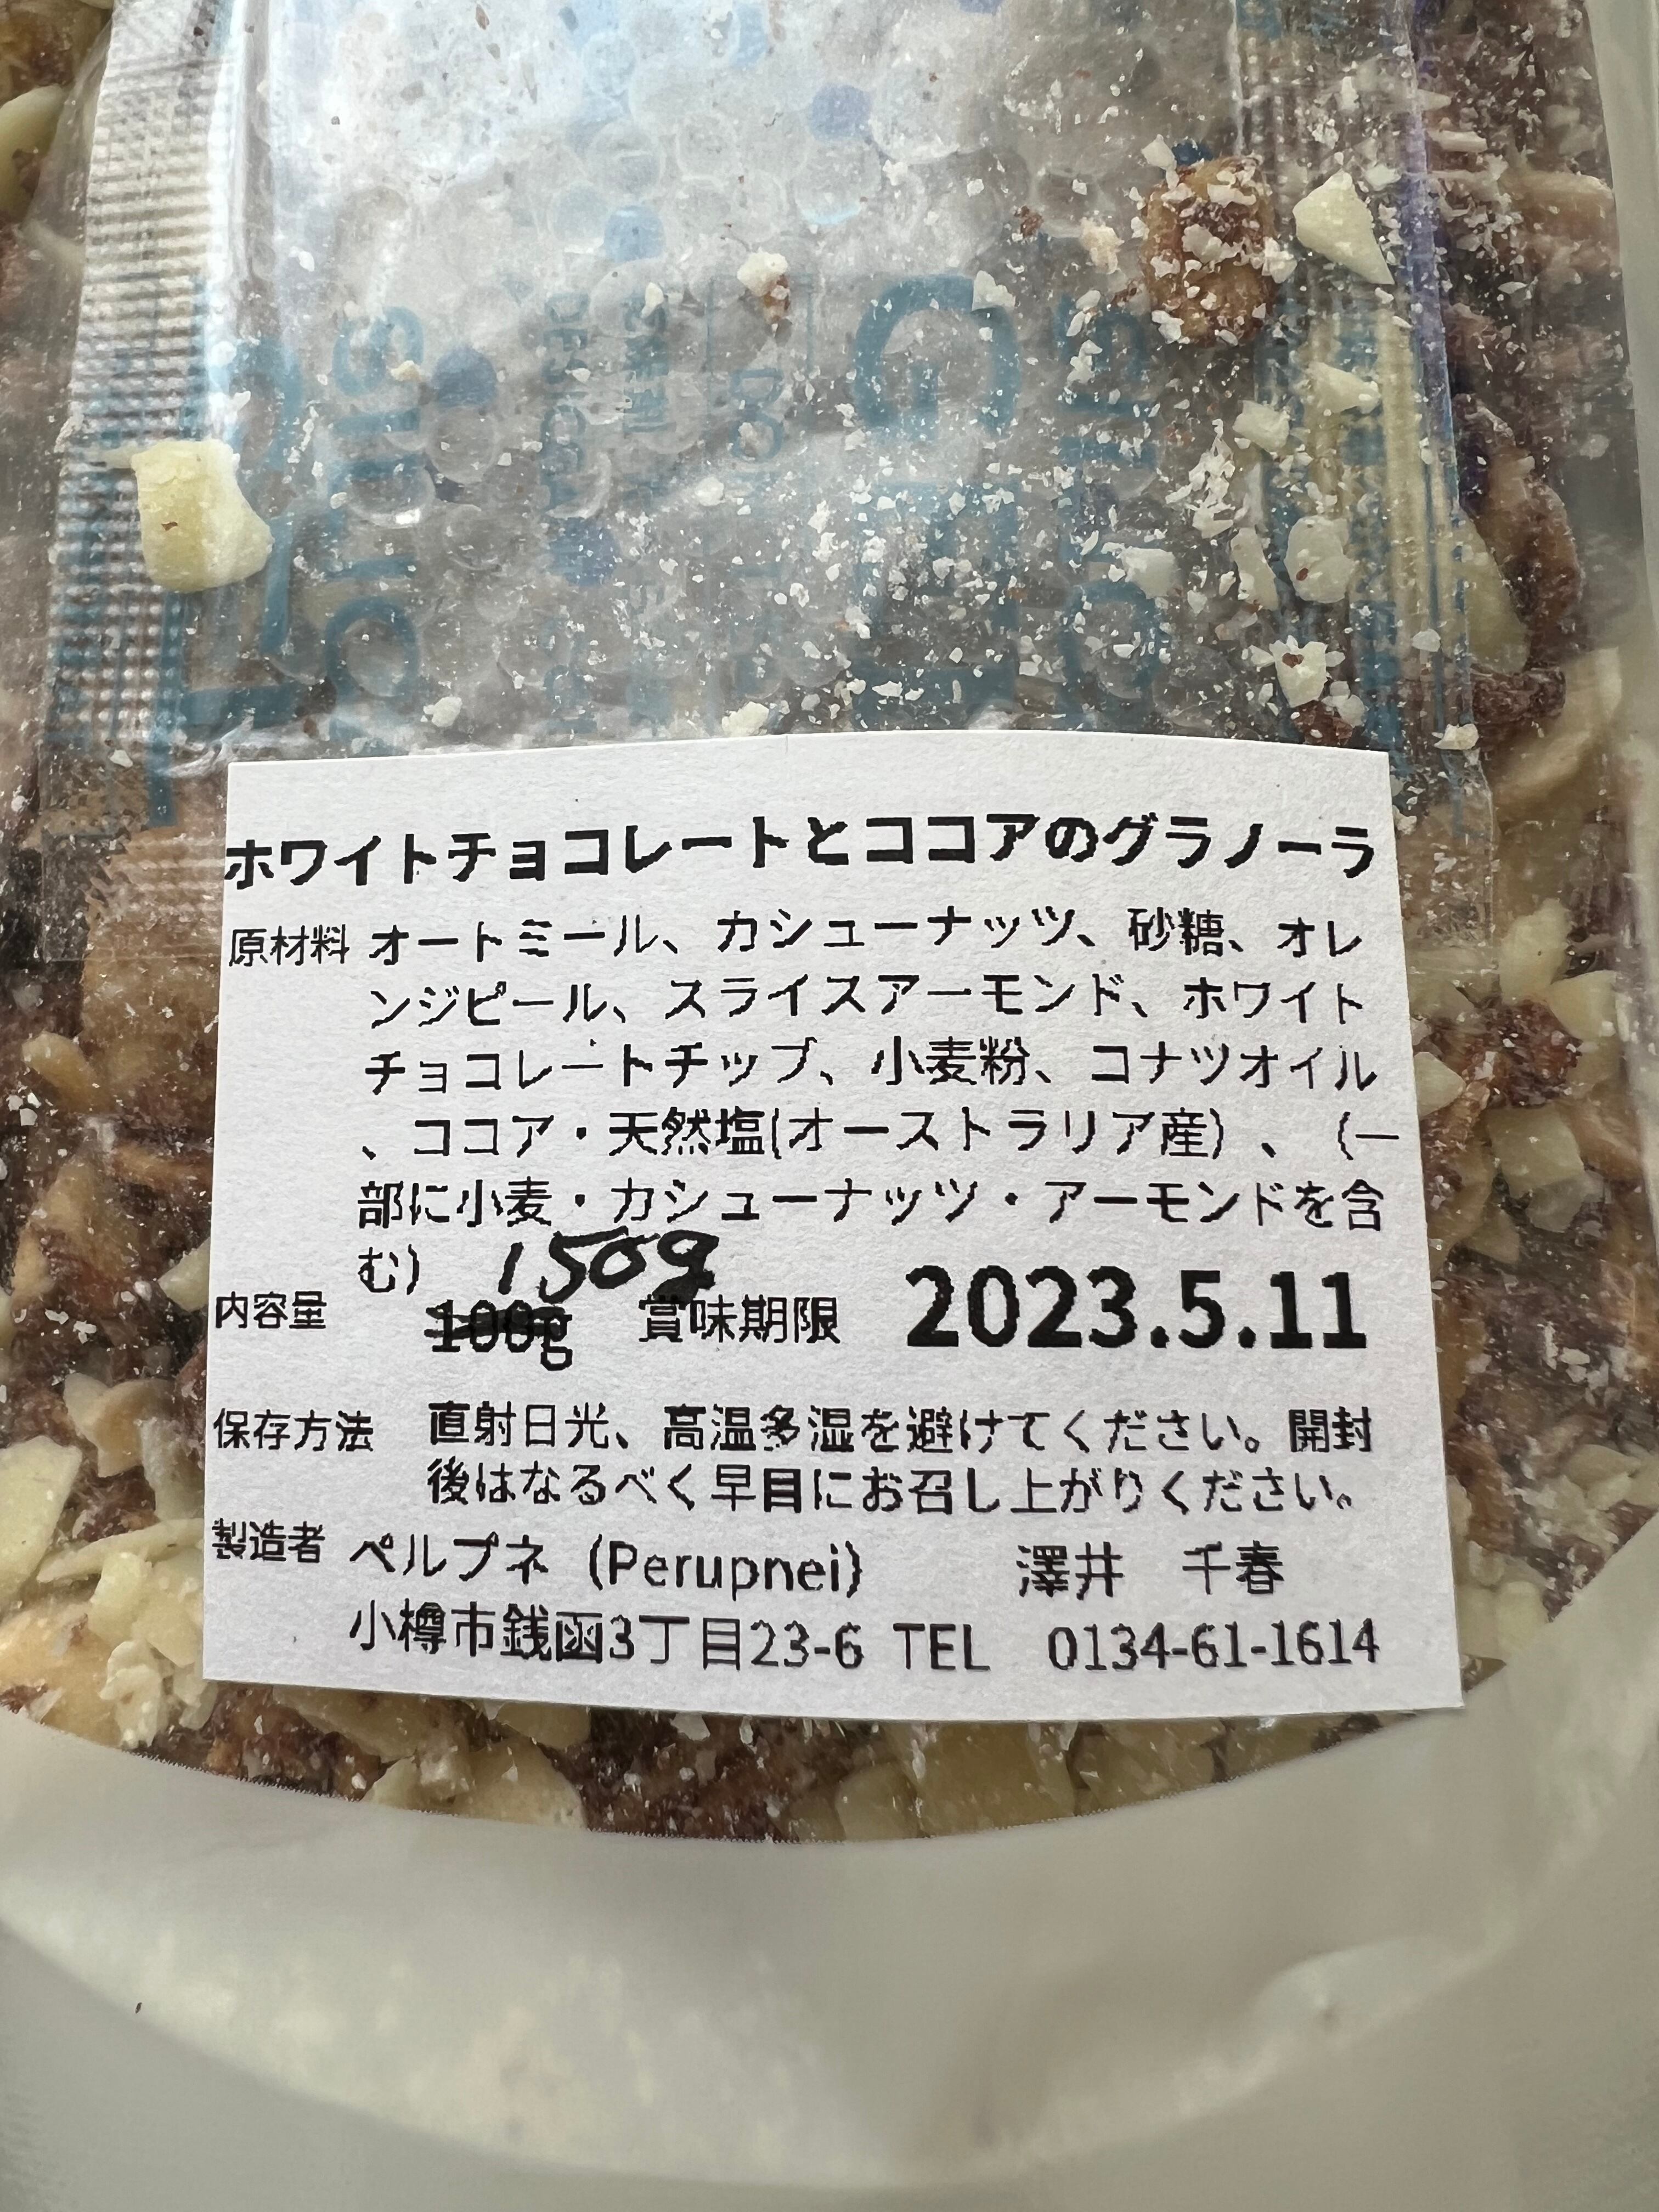 ホワイトチョコレートとココアのグラノーラ
原材料 オートミール、カシューナッツ、砂糖、オレ
ンジピール、スライスアーモンド、ホワイト
チョコレートチップ、小麦粉、コナツオイル
、ココア・天然塩(オーストラリア産）、（一
部に小麦・カシューナッツ・アーモンドを含
む） 150g
内容量 100g 賞味期限 2023.5.11
保存方法 直射日光、高温多湿を避けてください。開封
後はなるべく早目にお召し上がりください。
製造者 ペルプネ（Perupnei} 澤井 千春
小樽市銭函3丁目23-6 TEL 0134-61-1614